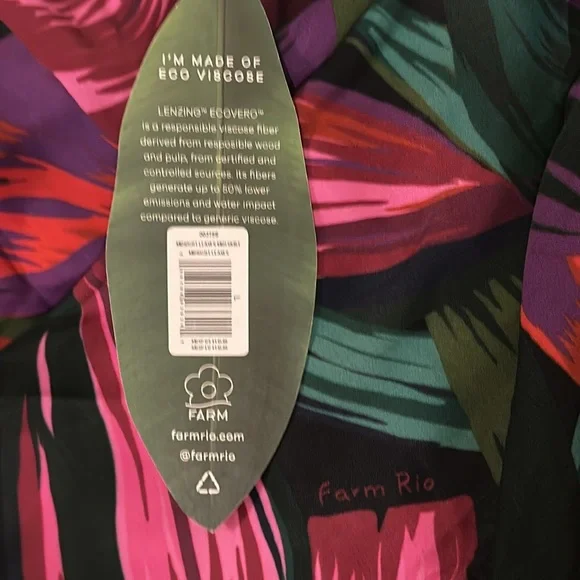 I'M MADE OF
ECO VISCOSE
LENZING™ ECOVERO™
is a responsible viscose fiber
derived from resposible wood
and pulp, from certified and
controlled sources. Its fibers
generate up to 50% lower
emissions and water impact
compared to generic viscose.
FARM
farmrio.com
@farmrio
Farm Rio